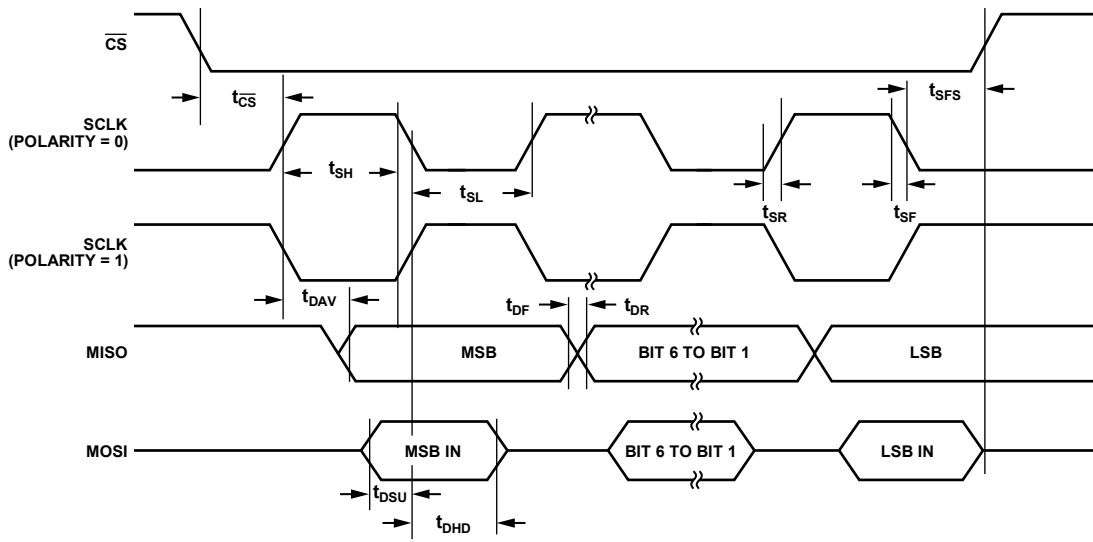 CS
tCS
tSFS
SCLK
(POLARITY = 0)
tSH
tSL
tSR
tSF
SCLK
(POLARITY = 1)
tDAV
tDF
tDR
MISO
MSB
BIT 6 TO BIT 1
LSB
MOSI
MSB IN
BIT 6 TO BIT 1
LSB IN
tDSU
tDHD